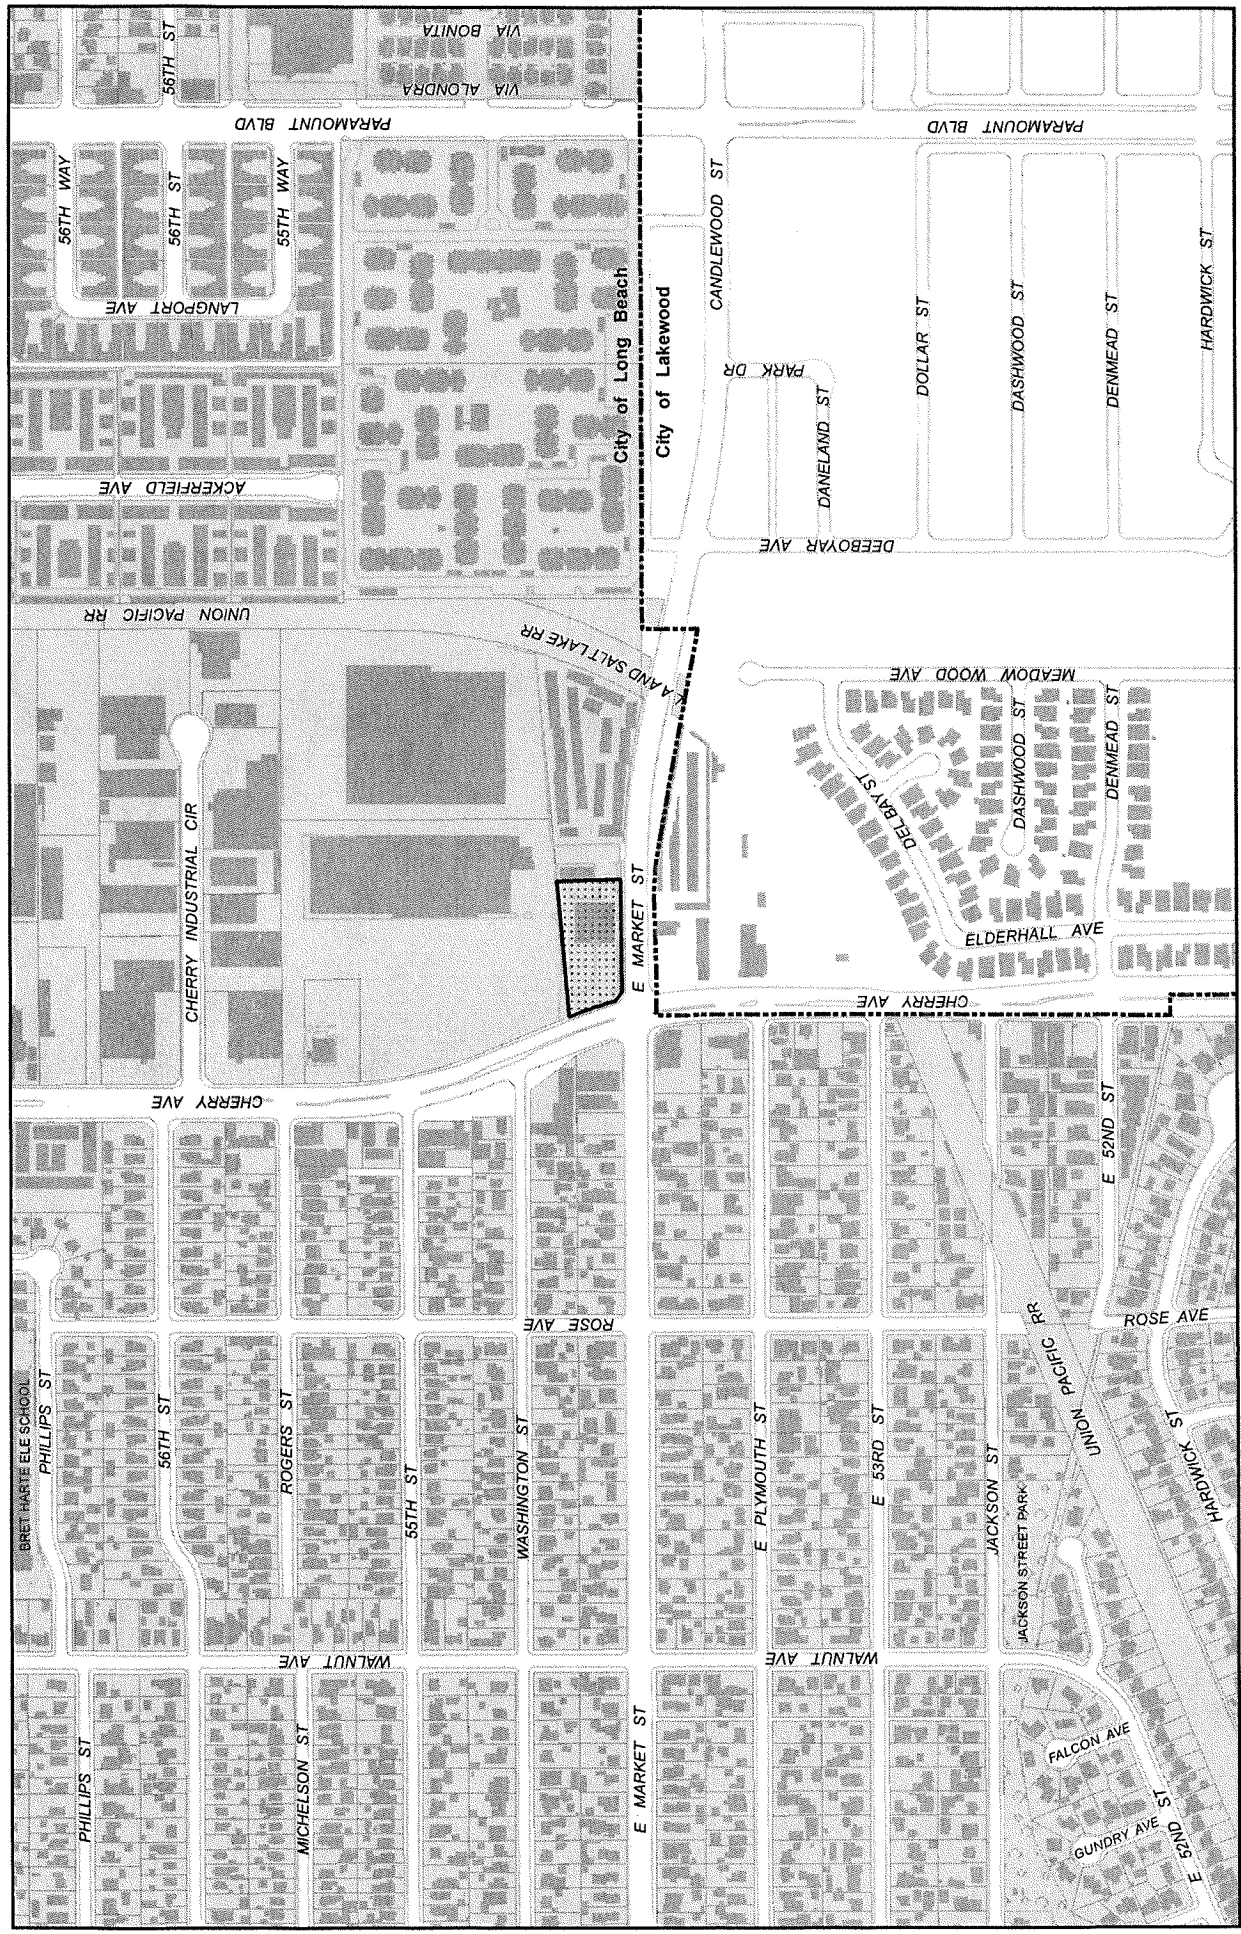 VIA BONITA
VIA ALONDRA
56TH ST
PARAMOUNT BLVD
PARAMOUNT BLVD
56TH WAY
56TH ST
55TH WAY
LANGPORT AVE
CANDLEWOOD ST
City of Long Beach
City of Lakewood
DOLLAR ST
DASHWOOD ST
DENMEAD ST
HARDWICK ST
PARK DR
DANELAND ST
ACKERFIELD AVE
DEEBOYAR AVE
UNION PACIFIC RR
L A AND SALT LAKE RR
MEADOW WOOD AVE
DELBAY ST
DASHWOOD ST
DENMEAD ST
CHERRY INDUSTRIAL CIR
E MARKET ST
ELDERHALL AVE
CHERRY AVE
CHERRY AVE
E 52ND ST
ROSE AVE
ROSE AVE
UNION PACIFIC RR
BRET HARTE ELE SCHOOL
PHILLIPS ST
56TH ST
ROGERS ST
55TH ST
WASHINGTON ST
E PLYMOUTH ST
E 53RD ST
JACKSON ST
JACKSON STREET PARK
HARDWICK ST
WALNUT AVE
WALNUT AVE
PHILLIPS ST
MICHELSON ST
E MARKET ST
FALCON AVE
GUNDRY AVE
E 52ND ST